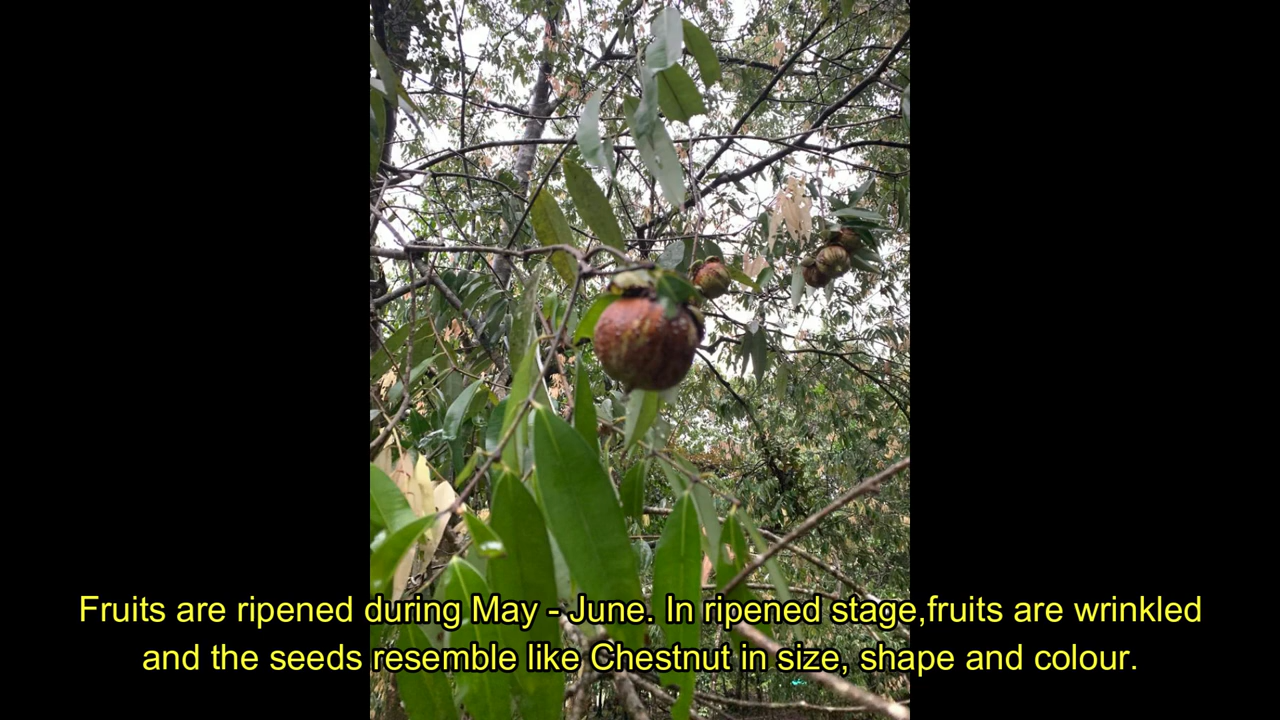 Fruits are ripened during May - June. In ripened stage,fruits are wrinkled
and the seeds resemble like Chestnut in size, shape and colour.